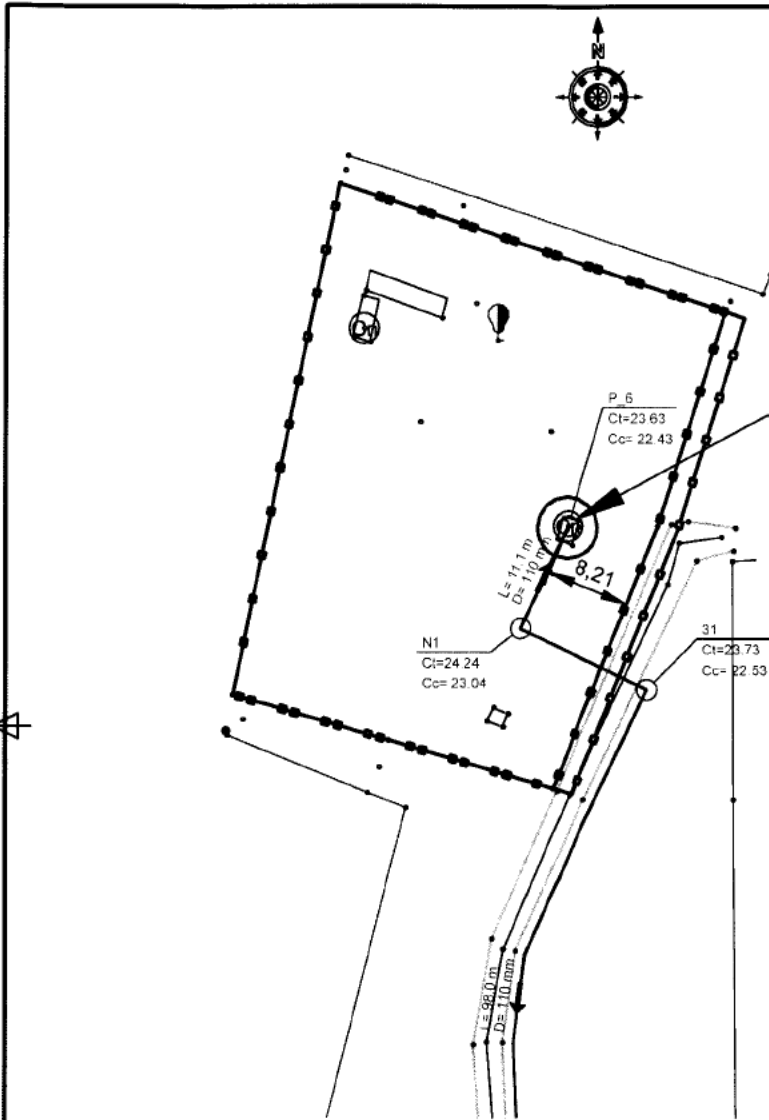 N
P_6
Ct=23.63
Cc= 22.43
L= 11.1 m
D= 110 mm
8,21
31
Ct=23.73
Cc= 22.53
N1
Ct=24.24
Cc= 23.04
L= 98.0 m
D= 110 mm